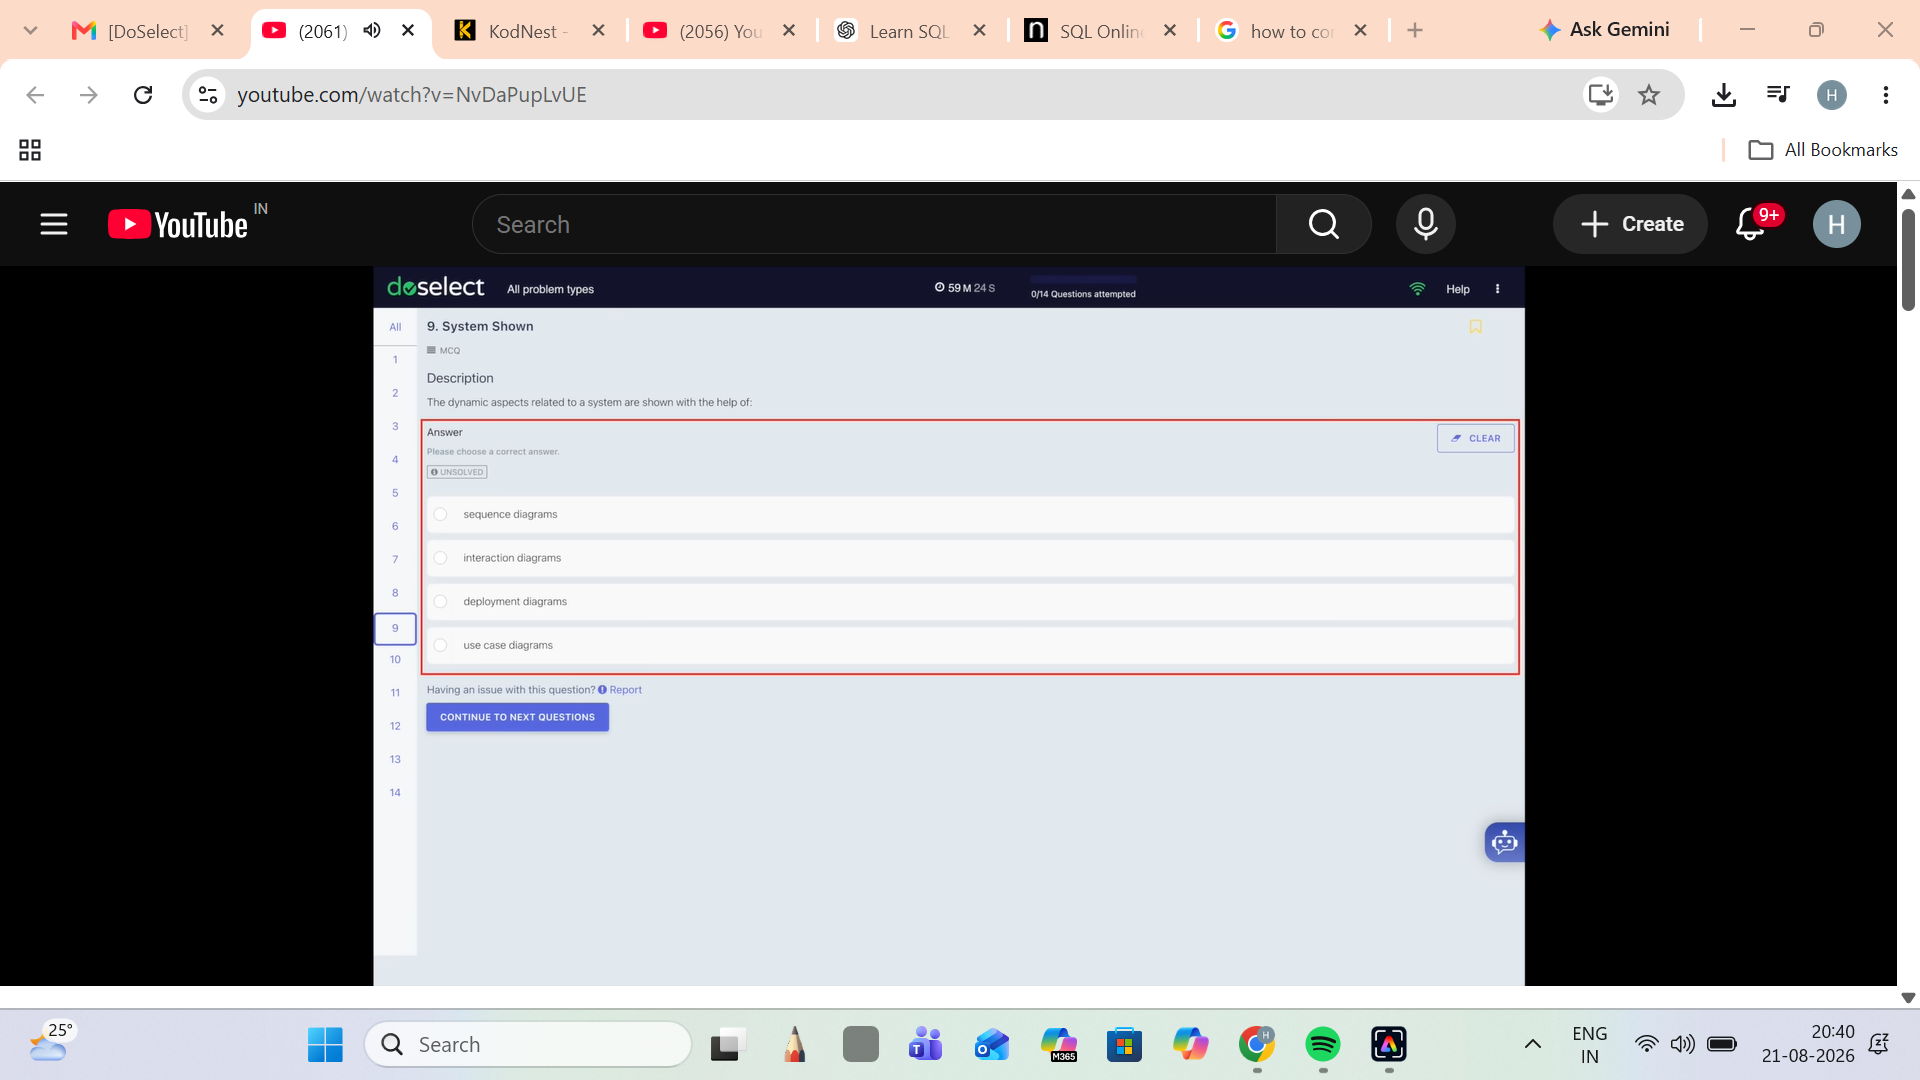 [DoSelect]
(2061)
KodNest -
(2056) You
Learn SQL
SQL Online
how to cor
Ask Gemini
youtube.com/watch?v=NvDaPupLvUE
H
All Bookmarks
YouTube
IN
Search
Create
9+
H
doselect
All problem types
59 M 24 S
0/14 Questions attempted
Help
All
1
2
3
4
5
6
7
8
9
10
11
12
13
14
9. System Shown
MCQ
Description
The dynamic aspects related to a system are shown with the help of:
Answer
CLEAR
Please choose a correct answer.
UNSOLVED
sequence diagrams
interaction diagrams
deployment diagrams
use case diagrams
Having an issue with this question? Report
CONTINUE TO NEXT QUESTIONS
25°
Search
M365
H
ENG
IN
20:40
21-08-2026